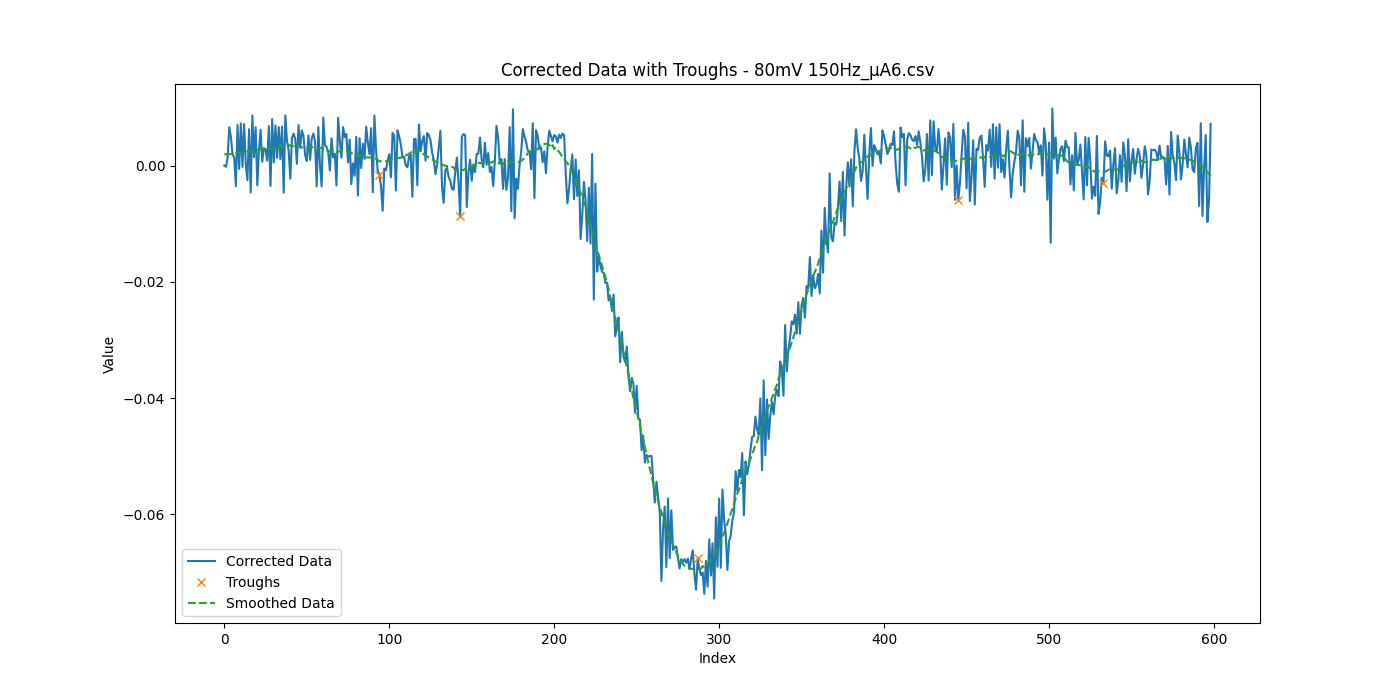 Corrected Data with Troughs - 80mV 150Hz_µA6.csv
0.00
−0.02
−0.04
−0.06
Value
Corrected Data
Troughs
Smoothed Data
0 100 200 300 400 500 600
Index